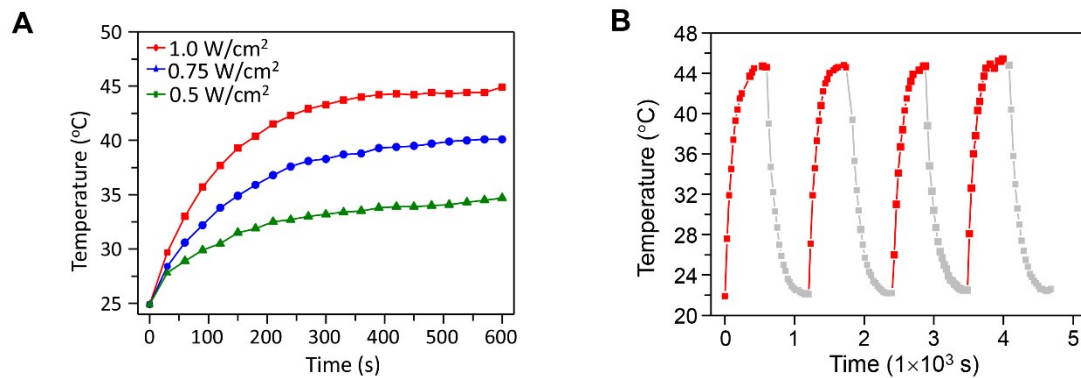 A
50
45
40
35
30
25
Temperature (°C)
1.0 W/cm²
0.75 W/cm²
0.5 W/cm²
0 100 200 300 400 500 600
Time (s)
B
48
44
40
36
32
28
24
20
Temperature (°C)
0 1 2 3 4 5
Time (1×10³ s)